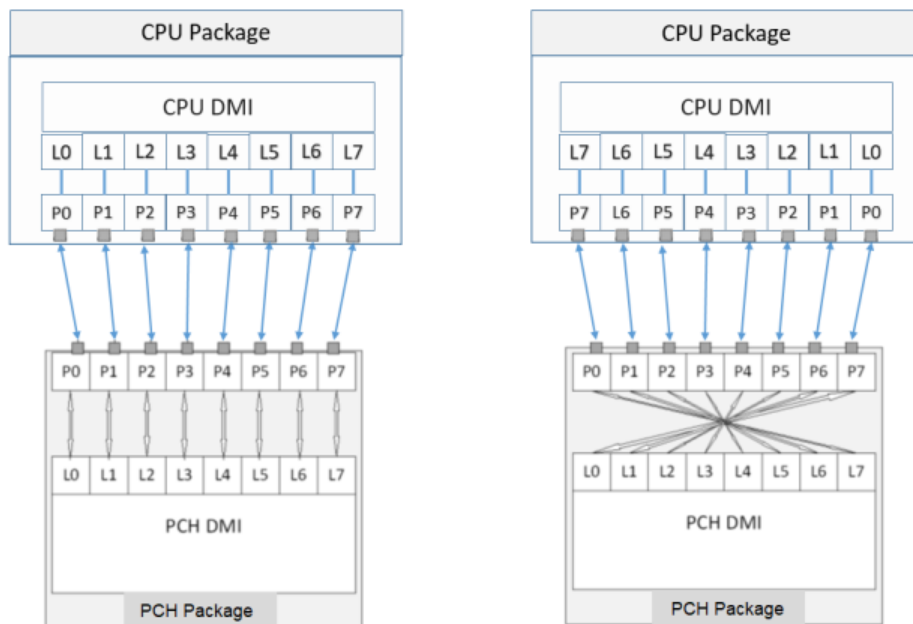 CPU Package
CPU DMI
L0 L1 L2 L3 L4 L5 L6 L7
P0 P1 P2 P3 P4 P5 P6 P7
P0 P1 P2 P3 P4 P5 P6 P7
L0 L1 L2 L3 L4 L5 L6 L7
PCH DMI
PCH Package
CPU Package
CPU DMI
L7 L6 L5 L4 L3 L2 L1 L0
P7 L6 P5 P4 P3 P2 P1 P0
P0 P1 P2 P3 P4 P5 P6 P7
L0 L1 L2 L3 L4 L5 L6 L7
PCH DMI
PCH Package